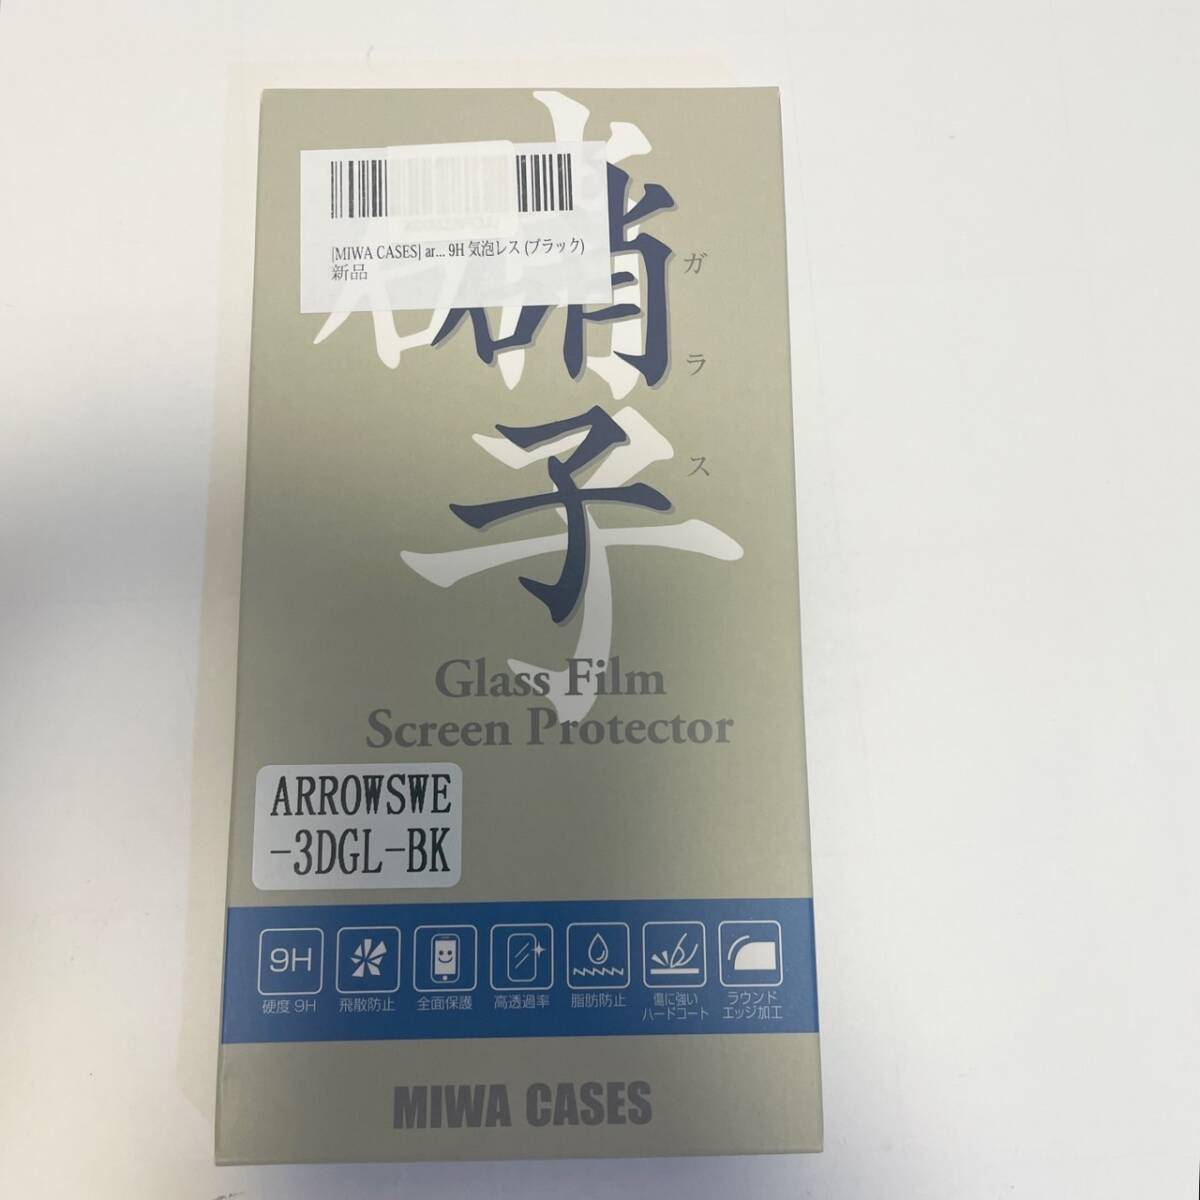 [MIWA CASES] ar... 9H 気泡レス (ブラック)
新品
硝子
ガラス
Glass Film
Screen Protector
ARROWSWE
-3DGL-BK
9H
硬度 9H
飛散防止
全面保護
高透過率
脂肪防止
傷に強い
ハードコート
ラウンド
エッジ加工
MIWA CASES